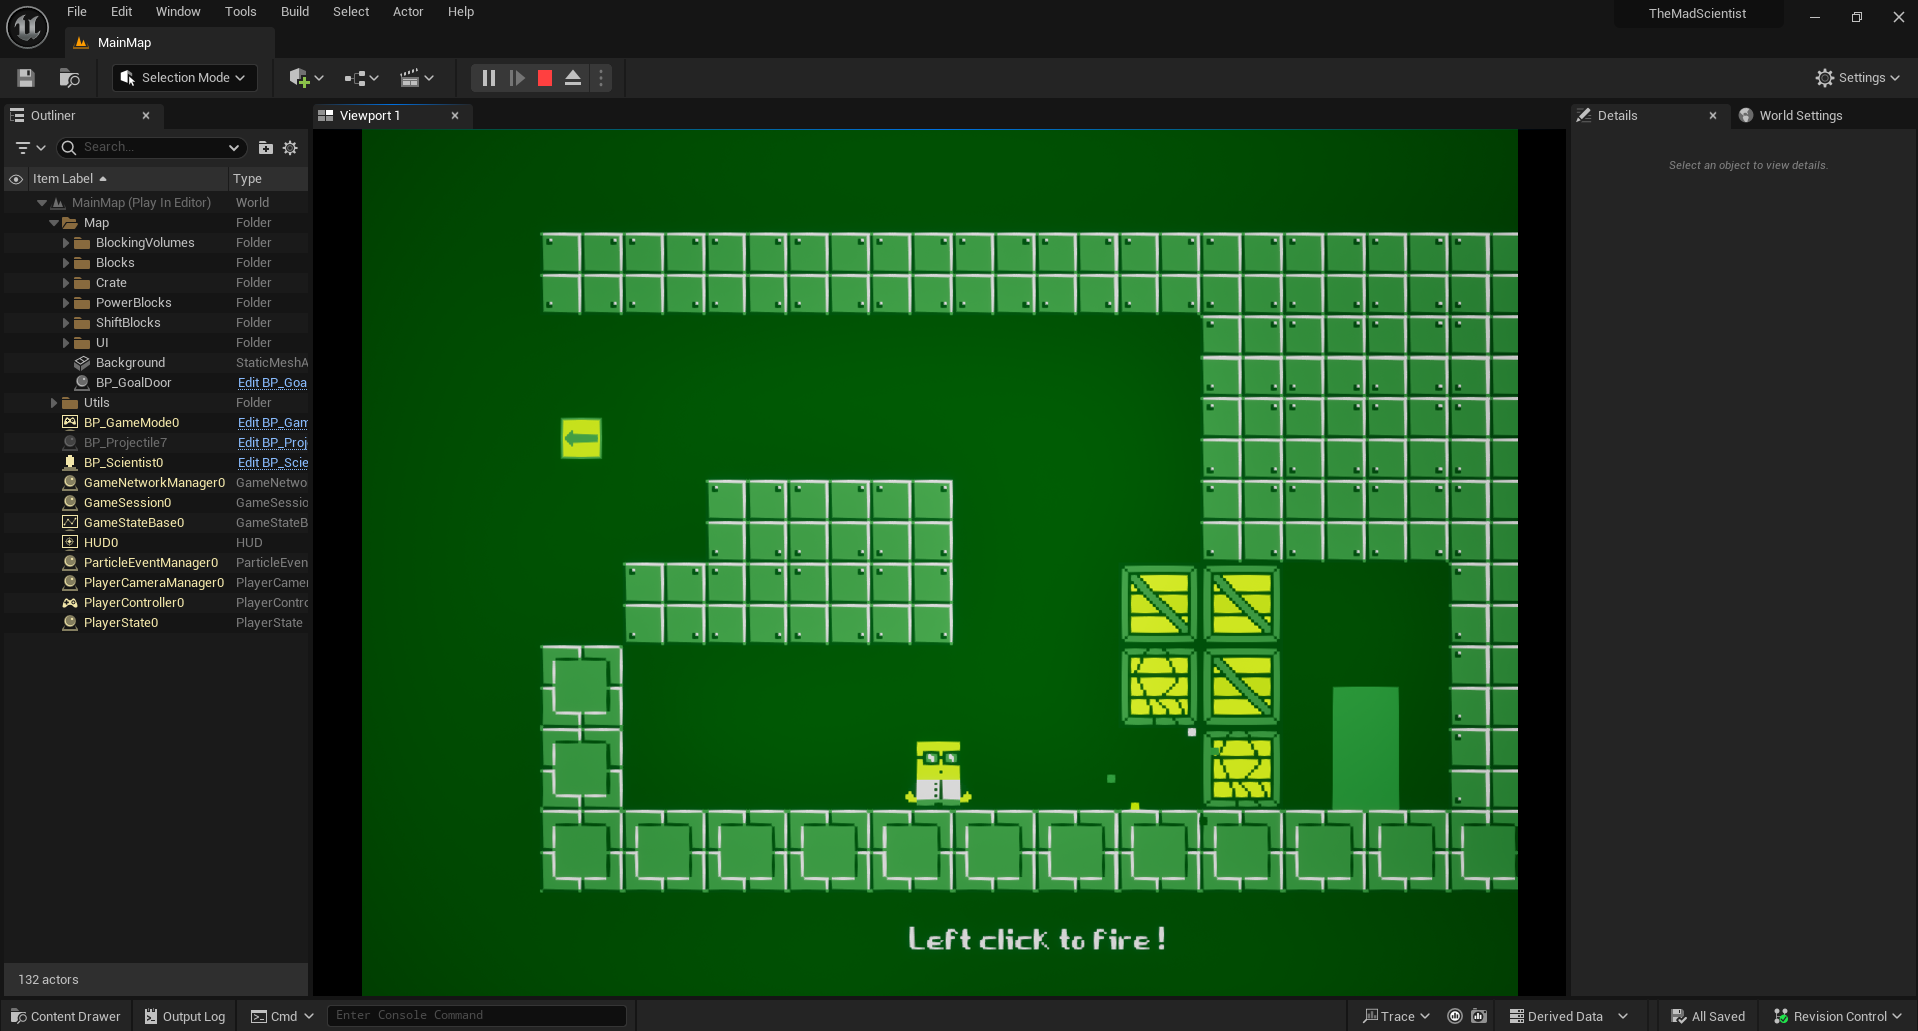 File Edit Window Tools Build Select Actor Help
TheMadScientist
MainMap
Selection Mode
Settings
Outliner
Viewport 1
Details
World Settings
Search...
Select an object to view details.
Item Label Type
MainMap (Play In Editor) World
Map Folder
BlockingVolumes Folder
Blocks Folder
Crate Folder
PowerBlocks Folder
ShiftBlocks Folder
UI Folder
Background StaticMeshA
BP_GoalDoor Edit BP_Goa
Utils Folder
BP_GameMode0 Edit BP_Gam
BP_Projectile7 Edit BP_Proj
BP_Scientist0 Edit BP_Scie
GameNetworkManager0 GameNetwo
GameSession0 GameSessio
GameStateBase0 GameStateB
HUD0 HUD
ParticleEventManager0 ParticleEven
PlayerCameraManager0 PlayerCamer
PlayerController0 PlayerContro
PlayerState0 PlayerState
Left click to fire!
132 actors
Content Drawer Output Log Cmd Enter Console Command Trace Derived Data All Saved Revision Control